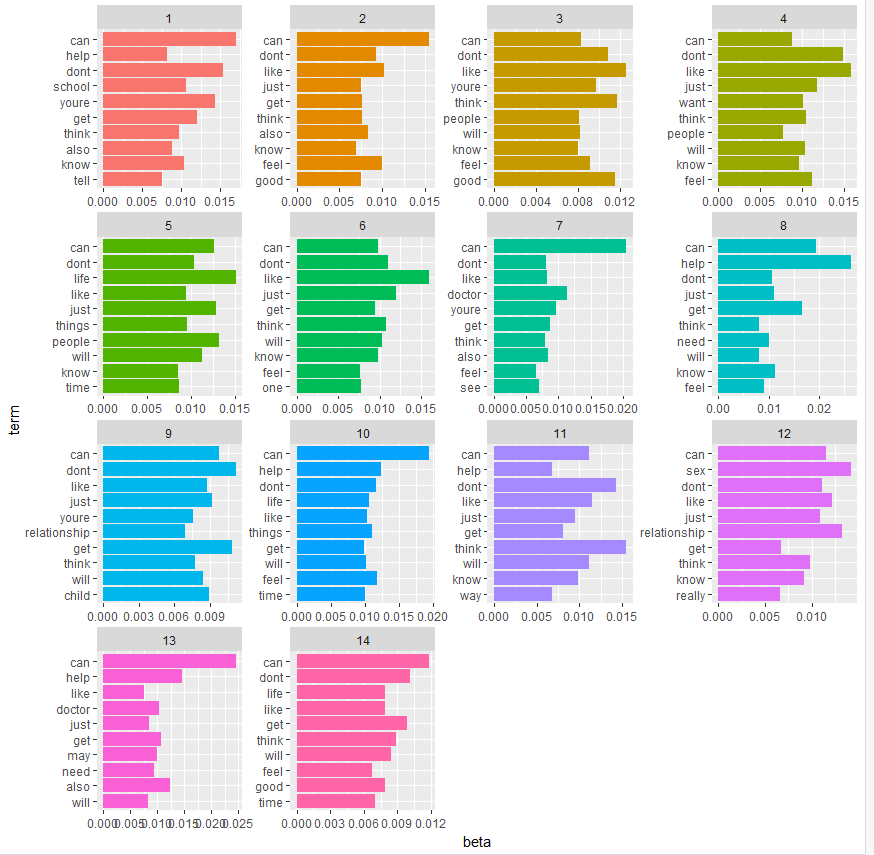 1
can
help
dont
school
youre
get
think
also
know
tell
0.000 0.005 0.010 0.015
2
can
dont
like
just
get
think
also
know
feel
good
0.000 0.005 0.010 0.015
3
can
dont
like
youre
think
people
will
know
feel
good
0.000 0.004 0.008 0.012
4
can
dont
like
just
want
think
people
will
know
feel
0.000 0.005 0.010 0.015
5
can
dont
life
like
just
things
people
will
know
time
0.000 0.005 0.010 0.015
6
can
dont
like
just
get
think
will
know
feel
one
0.000 0.005 0.010 0.015
7
can
dont
like
doctor
youre
get
think
also
feel
see
0.000 0.005 0.010 0.015 0.020
8
can
help
dont
just
get
think
need
will
know
feel
0.00 0.01 0.02
term
9
can
dont
like
just
youre
relationship
get
think
will
child
0.000 0.003 0.006 0.009
10
can
help
dont
life
like
things
get
will
feel
time
0.000 0.005 0.010 0.015 0.020
11
can
help
dont
like
just
get
think
will
know
way
0.000 0.005 0.010 0.015
12
can
sex
dont
like
just
relationship
get
think
know
really
0.000 0.005 0.010
13
can
help
like
doctor
just
get
may
need
also
will
0.000 0.005 0.010 0.015 0.020 0.025
14
can
dont
life
like
get
think
will
feel
good
time
0.000 0.003 0.006 0.009 0.012
beta